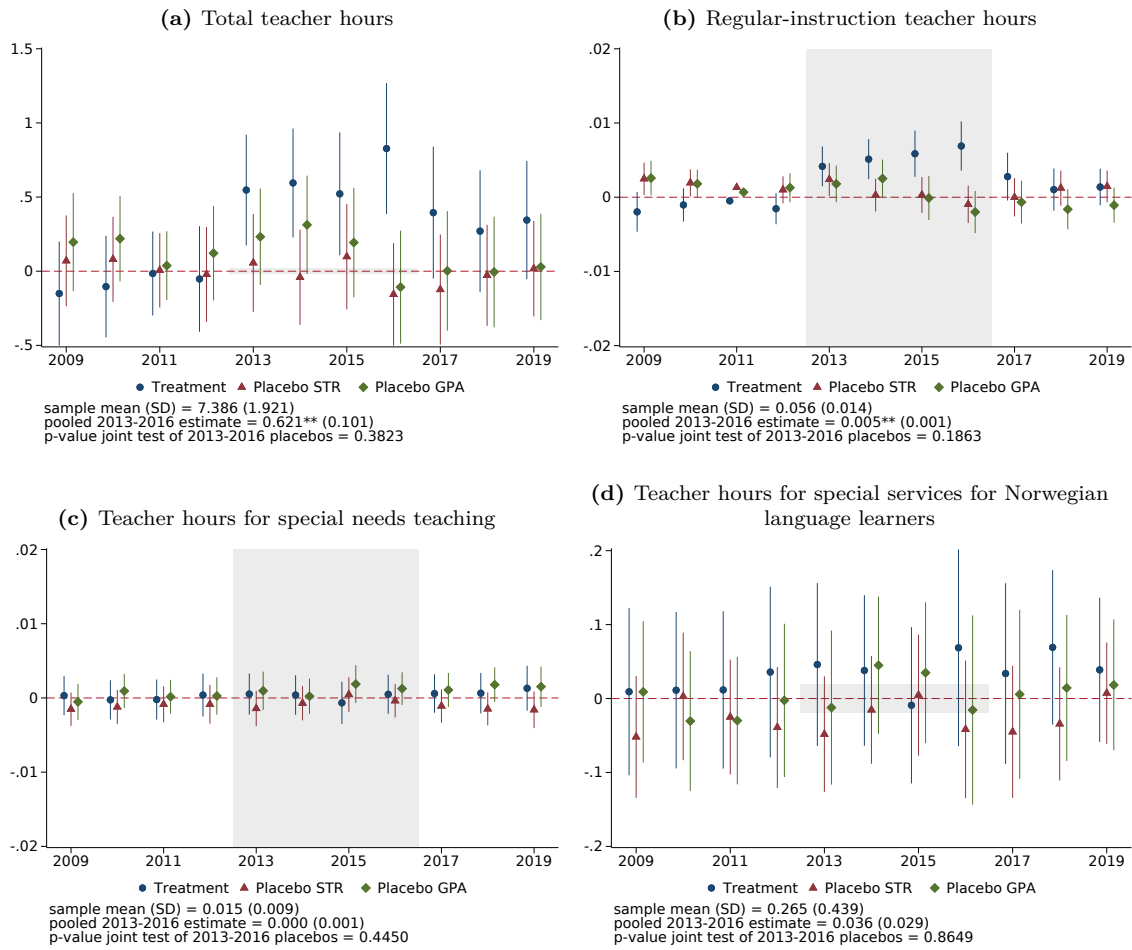 (a) Total teacher hours
1.5
1
.5
0
-.5
2009 2011 2013 2015 2017 2019
Treatment Placebo STR Placebo GPA
sample mean (SD) = 7.386 (1.921)
pooled 2013-2016 estimate = 0.621** (0.101)
p-value joint test of 2013-2016 placebos = 0.3823
(b) Regular-instruction teacher hours
.02
.01
0
-.01
-.02
2009 2011 2013 2015 2017 2019
Treatment Placebo STR Placebo GPA
sample mean (SD) = 0.056 (0.014)
pooled 2013-2016 estimate = 0.005** (0.001)
p-value joint test of 2013-2016 placebos = 0.1863
(c) Teacher hours for special needs teaching
.02
.01
0
-.01
-.02
2009 2011 2013 2015 2017 2019
Treatment Placebo STR Placebo GPA
sample mean (SD) = 0.015 (0.009)
pooled 2013-2016 estimate = 0.000 (0.001)
p-value joint test of 2013-2016 placebos = 0.4450
(d) Teacher hours for special services for Norwegian
language learners
.2
.1
0
-.1
-.2
2009 2011 2013 2015 2017 2019
Treatment Placebo STR Placebo GPA
sample mean (SD) = 0.265 (0.439)
pooled 2013-2016 estimate = 0.036 (0.029)
p-value joint test of 2013-2016 placebos = 0.8649